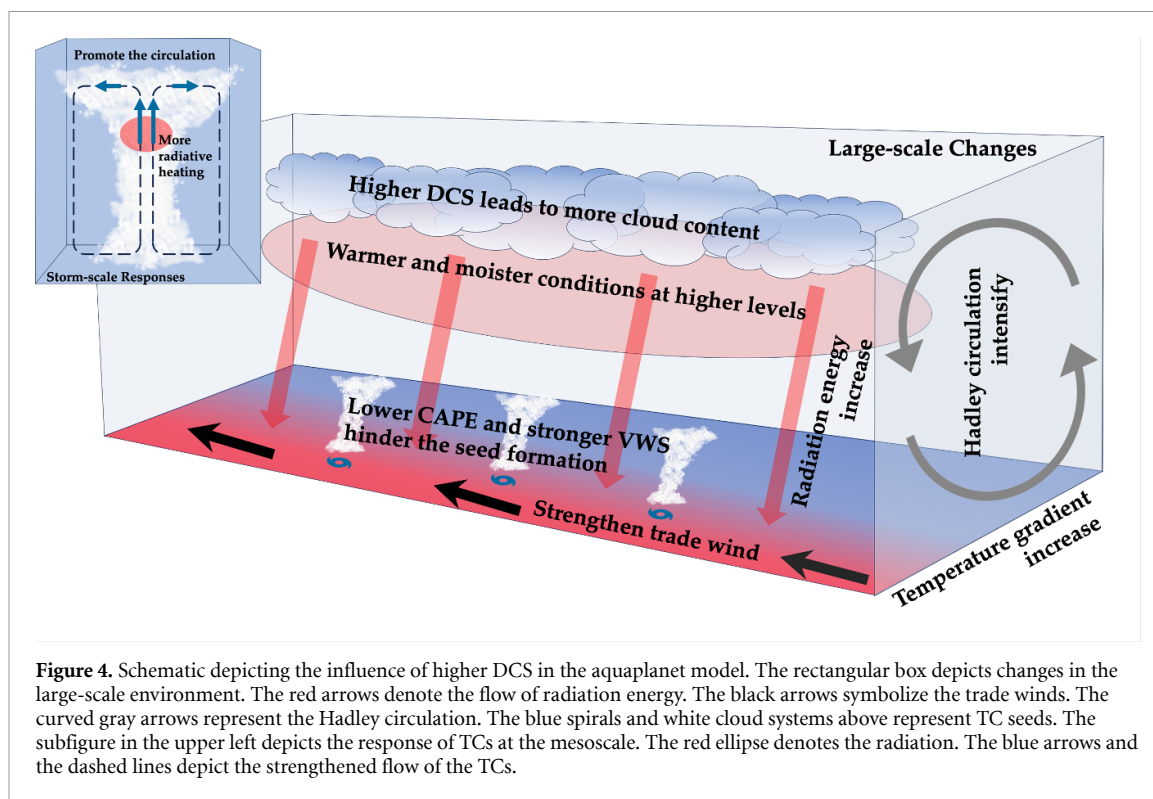 Promote the circulation
More
radiative
heating
Storm-scale Responses
Large-scale Changes
Higher DCS leads to more cloud content
Warmer and moister conditions at higher levels
Radiation energy
increase
Hadley circulation
intensify
Lower CAPE and stronger VWS
hinder the seed formation
Strengthen trade wind
Temperature gradient
increase
Figure 4. Schematic depicting the influence of higher DCS in the aquaplanet model. The rectangular box depicts changes in the
large-scale environment. The red arrows denote the flow of radiation energy. The black arrows symbolize the trade winds. The
curved gray arrows represent the Hadley circulation. The blue spirals and white cloud systems above represent TC seeds. The
subfigure in the upper left depicts the response of TCs at the mesoscale. The red ellipse denotes the radiation. The blue arrows and
the dashed lines depict the strengthened flow of the TCs.